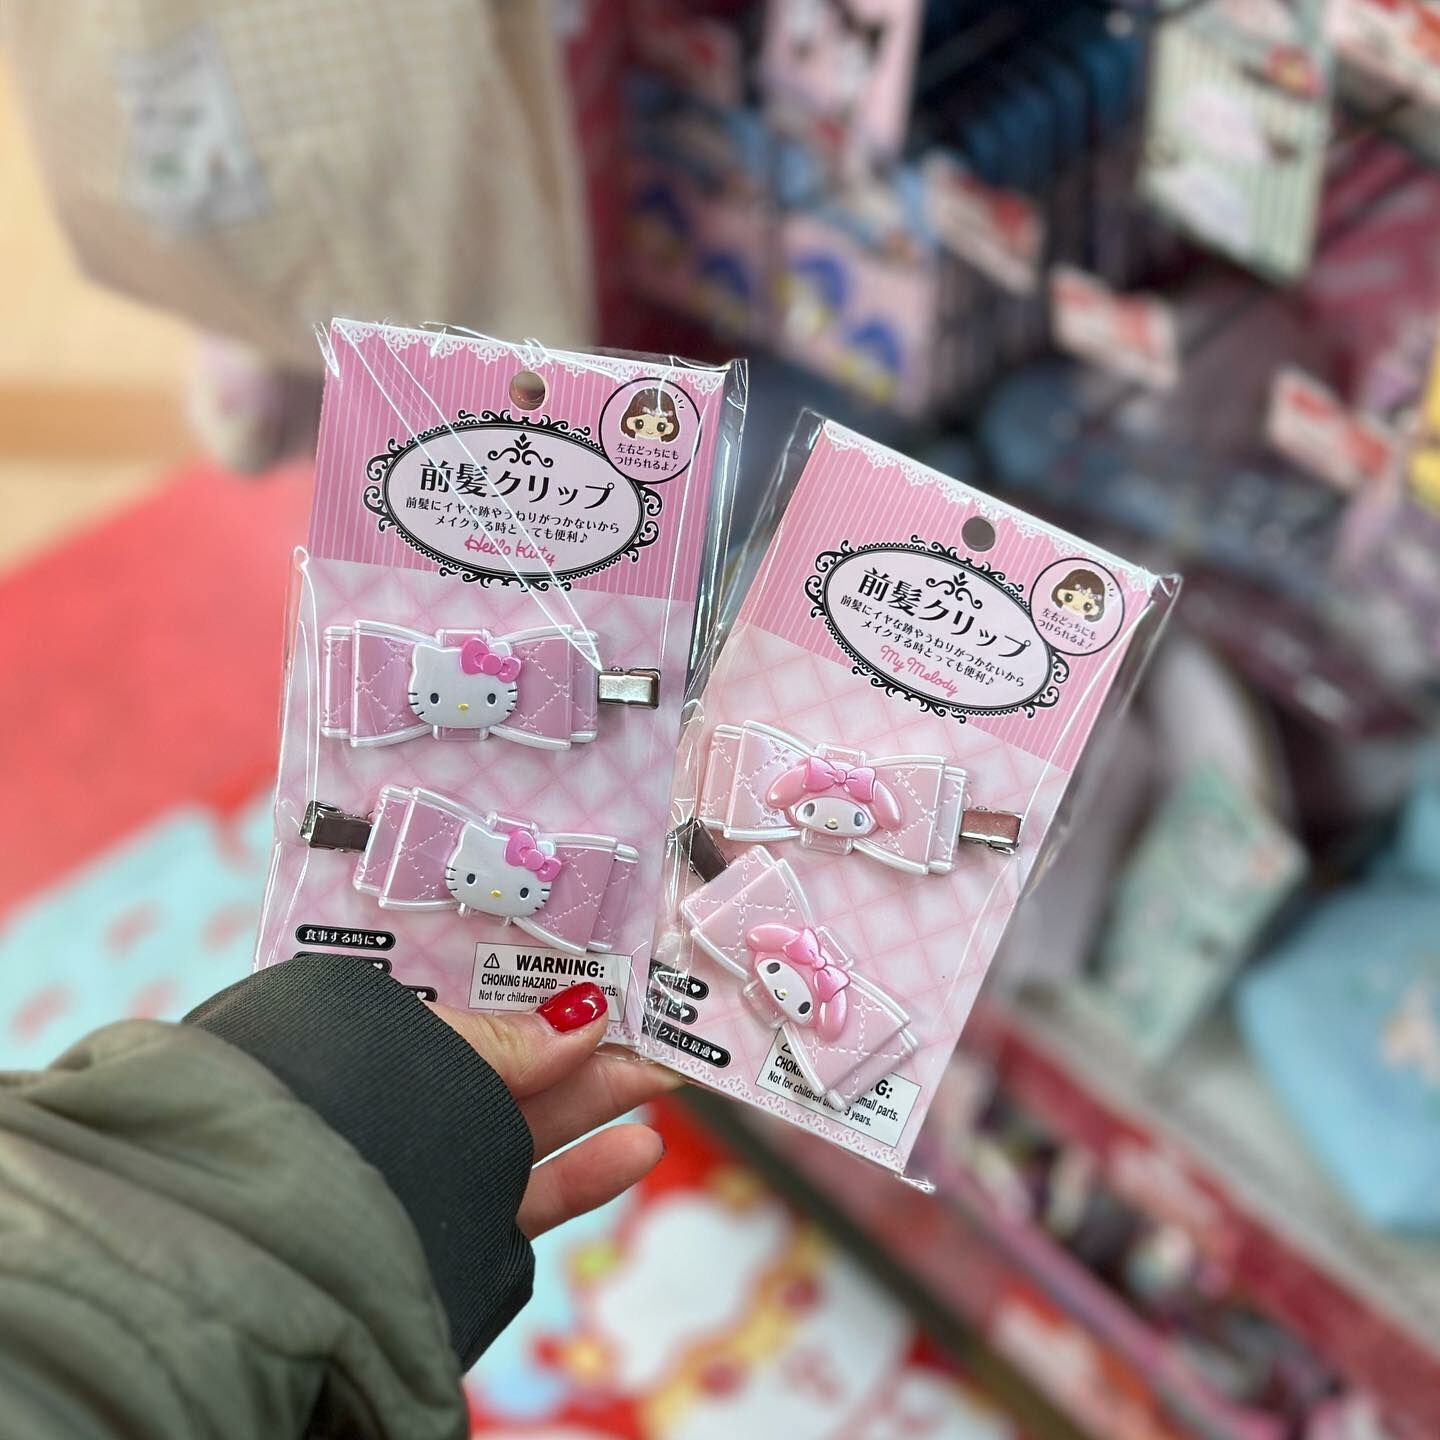 左右どっちにも
つけられるよ！
前髪クリップ
前髪にイヤな跡やうねりがつかないから
メイクする時とっても便利♪
Hello Kitty
食事する時に♥
WARNING:
CHOKING HAZARD — parts.
Not for children
左右どっちにも
つけられるよ！
前髪クリップ
前髪にイヤな跡やうねりがつかないから
メイクする時とっても便利♪
My Melody
に♥
に♥
クにも最適♥
small parts.
Not for children 3 years.